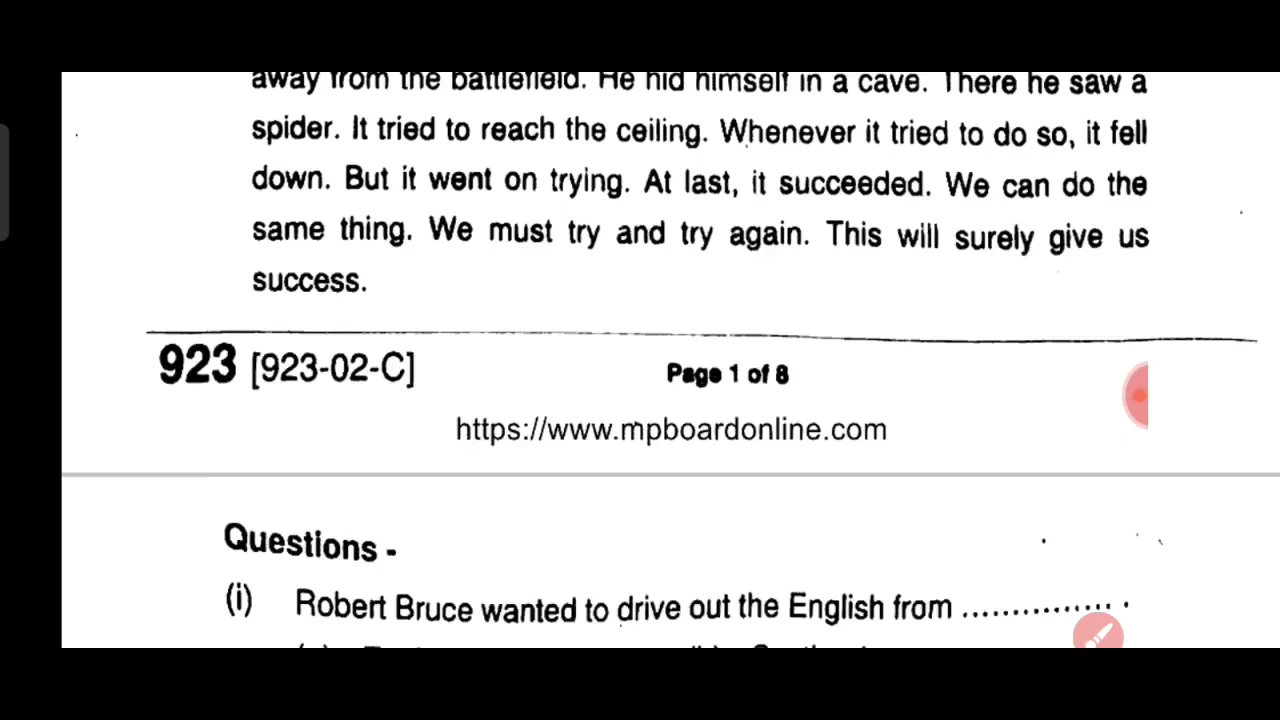 away from the battlefield. He hid himself in a cave. There he saw a
spider. It tried to reach the ceiling. Whenever it tried to do so, it fell
down. But it went on trying. At last, it succeeded. We can do the
same thing. We must try and try again. This will surely give us
success.
923 [923-02-C]
Page 1 of 8
https://www.mpboardonline.com
Questions -
(i) Robert Bruce wanted to drive out the English from ................ .